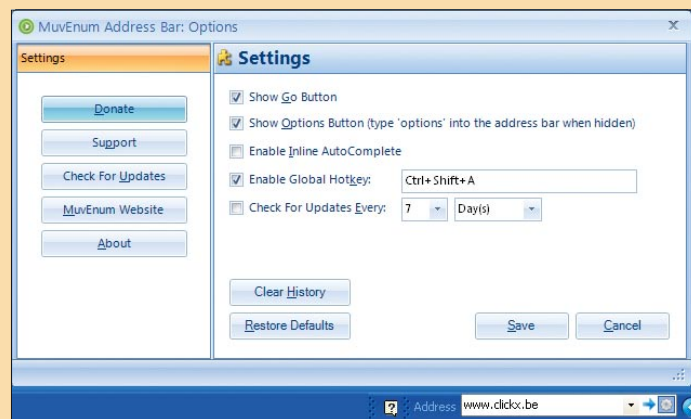 MuvEnum Address Bar: Options
Settings
Donate
Support
Check For Updates
MuvEnum Website
About
Settings
Show Go Button
Show Options Button (type 'options' into the address bar when hidden)
Enable Inline AutoComplete
Enable Global Hotkey: Ctrl+Shift+A
Check For Updates Every: 7 Day(s)
Clear History
Restore Defaults Save Cancel
Address www.clickx.be